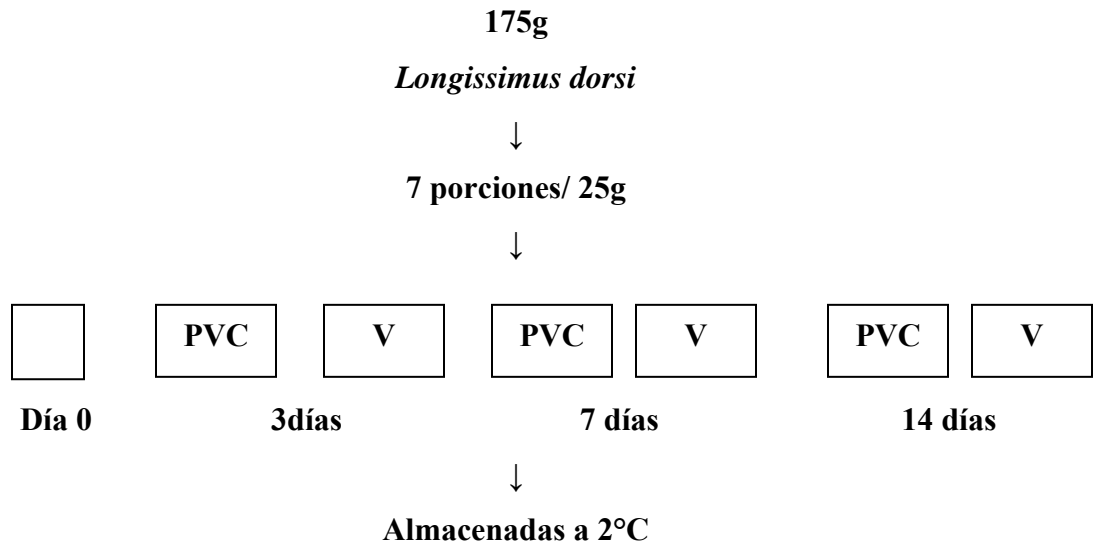 175g
Longissimus dorsi
↓
7 porciones/ 25g
↓
PVC V PVC V PVC V
Día 0 3días 7 días 14 días
↓
Almacenadas a 2°C